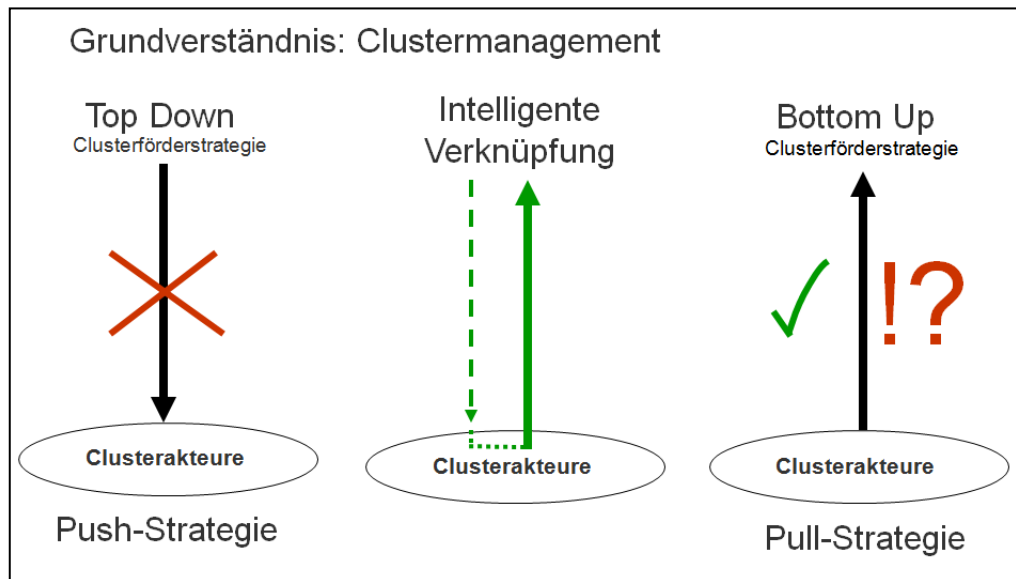 Grundverständnis: Clustermanagement
Top Down
Clusterförderstrategie
Clusterakteure
Push-Strategie
Intelligente
Verknüpfung
Clusterakteure
Bottom Up
Clusterförderstrategie
!?
Clusterakteure
Pull-Strategie